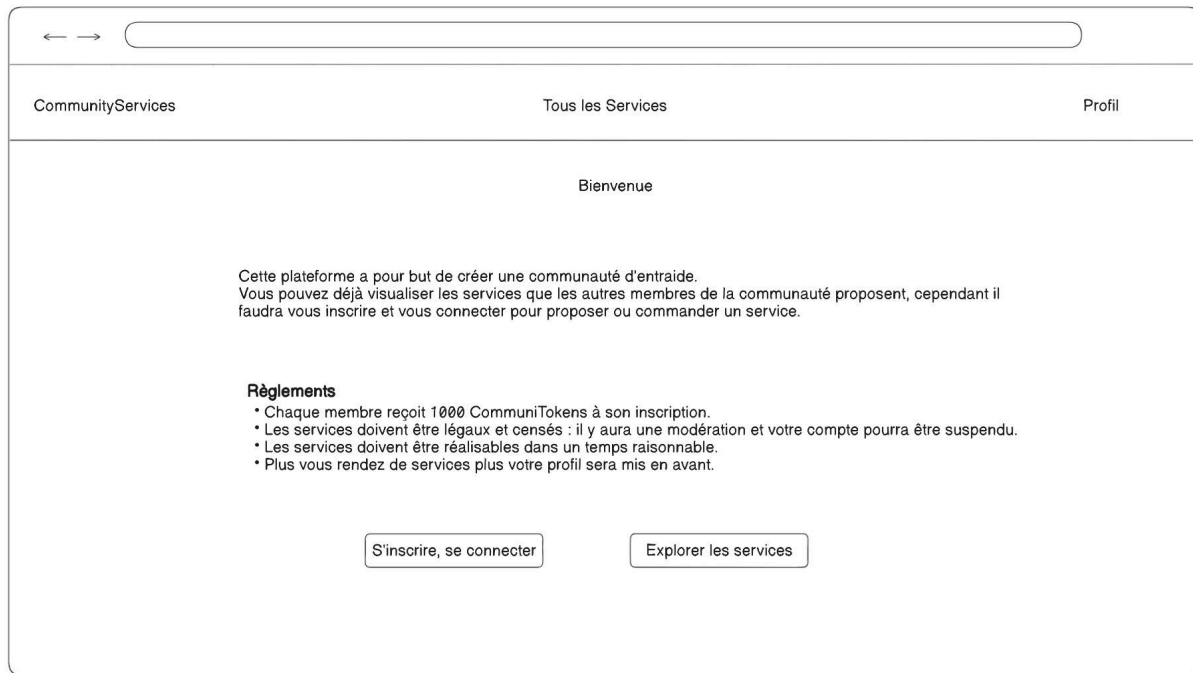 CommunityServices
Tous les Services
Profil
Bienvenue
Cette plateforme a pour but de créer une communauté d'entraide.
Vous pouvez déjà visualiser les services que les autres membres de la communauté proposent, cependant il
faudra vous inscrire et vous connecter pour proposer ou commander un service.
Règlements
• Chaque membre reçoit 1000 CommuniTokens à son inscription.
• Les services doivent être légaux et censés : il y aura une modération et votre compte pourra être suspendu.
• Les services doivent être réalisables dans un temps raisonnable.
• Plus vous rendez de services plus votre profil sera mis en avant.
S'inscrire, se connecter
Explorer les services